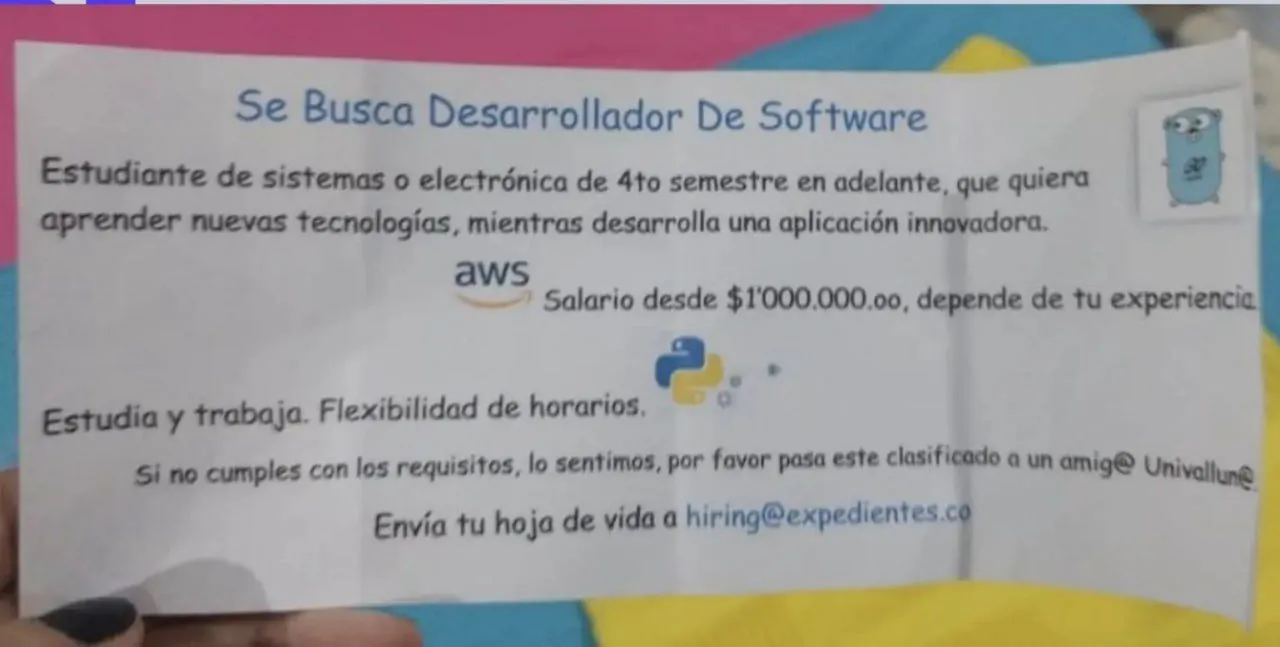 Se Busca Desarrollador De Software
Estudiante de sistemas o electrónica de 4to semestre en adelante, que quiera
aprender nuevas tecnologías, mientras desarrolla una aplicación innovadora.
aws
Salario desde $1'000.000.oo, depende de tu experiencia
Estudia y trabaja. Flexibilidad de horarios.
Si no cumples con los requisitos, lo sentimos, por favor pasa este clasificado a un amig@ Univallun@.
Envía tu hoja de vida a hiring@expedientes.co